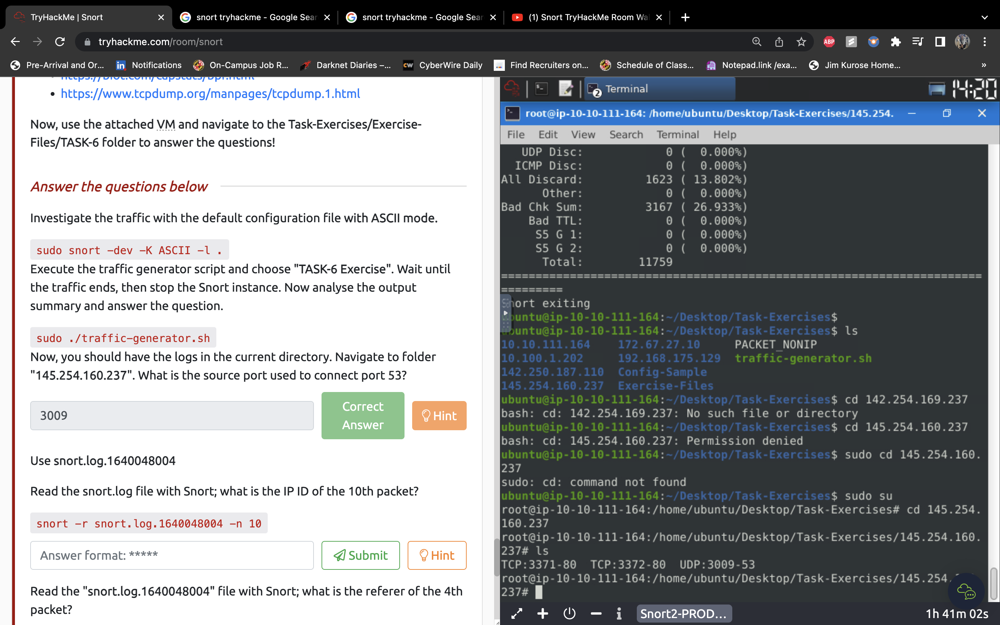 TryHackMe | Snort
snort tryhackme - Google Sear
snort tryhackme - Google Sear
(1) Snort TryHackMe Room Wal
tryhackme.com/room/snort
ABP
Pre-Arrival and Or...
Notifications
On-Campus Job R...
Darknet Diaries –...
CW
CyberWire Daily
Find Recruiters on...
Schedule of Class...
Notepad.link /exa...
Jim Kurose Home...
»
https://biot.com/capstats/bpf.html
• https://www.tcpdump.org/manpages/tcpdump.1.html
Now, use the attached VM and navigate to the Task-Exercises/Exercise-
Files/TASK-6 folder to answer the questions!
Answer the questions below
Investigate the traffic with the default configuration file with ASCII mode.
sudo snort -dev -K ASCII -l .
Execute the traffic generator script and choose "TASK-6 Exercise". Wait until
the traffic ends, then stop the Snort instance. Now analyse the output
summary and answer the question.
sudo ./traffic-generator.sh
Now, you should have the logs in the current directory. Navigate to folder
"145.254.160.237". What is the source port used to connect port 53?
3009
Correct
Answer
Hint
Use snort.log.1640048004
Read the snort.log file with Snort; what is the IP ID of the 10th packet?
snort -r snort.log.1640048004 -n 10
Answer format: *****
Submit
Hint
Read the "snort.log.1640048004" file with Snort; what is the referer of the 4th
packet?
2
Terminal
14:20
root@ip-10-10-111-164: /home/ubuntu/Desktop/Task-Exercises/145.254.
File Edit View Search Terminal Help
UDP Disc: 0 ( 0.000%)
ICMP Disc: 0 ( 0.000%)
All Discard: 1623 ( 13.802%)
Other: 0 ( 0.000%)
Bad Chk Sum: 3167 ( 26.933%)
Bad TTL: 0 ( 0.000%)
S5 G 1: 0 ( 0.000%)
S5 G 2: 0 ( 0.000%)
Total: 11759
======================================================================
=========
Snort exiting
ubuntu@ip-10-10-111-164:~/Desktop/Task-Exercises$
ubuntu@ip-10-10-111-164:~/Desktop/Task-Exercises$ ls
10.10.111.164 172.67.27.10 PACKET_NONIP
10.100.1.202 192.168.175.129 traffic-generator.sh
142.250.187.110 Config-Sample
145.254.160.237 Exercise-Files
ubuntu@ip-10-10-111-164:~/Desktop/Task-Exercises$ cd 142.254.169.237
bash: cd: 142.254.169.237: No such file or directory
ubuntu@ip-10-10-111-164:~/Desktop/Task-Exercises$ cd 145.254.160.237
bash: cd: 145.254.160.237: Permission denied
ubuntu@ip-10-10-111-164:~/Desktop/Task-Exercises$ sudo cd 145.254.160.
237
sudo: cd: command not found
ubuntu@ip-10-10-111-164:~/Desktop/Task-Exercises$ sudo su
root@ip-10-10-111-164:/home/ubuntu/Desktop/Task-Exercises# cd 145.254.
160.237
root@ip-10-10-111-164:/home/ubuntu/Desktop/Task-Exercises/145.254.160.
237# ls
TCP:3371-80 TCP:3372-80 UDP:3009-53
root@ip-10-10-111-164:/home/ubuntu/Desktop/Task-Exercises/145.254.
237#
Snort2-PROD...
1h 41m 02s